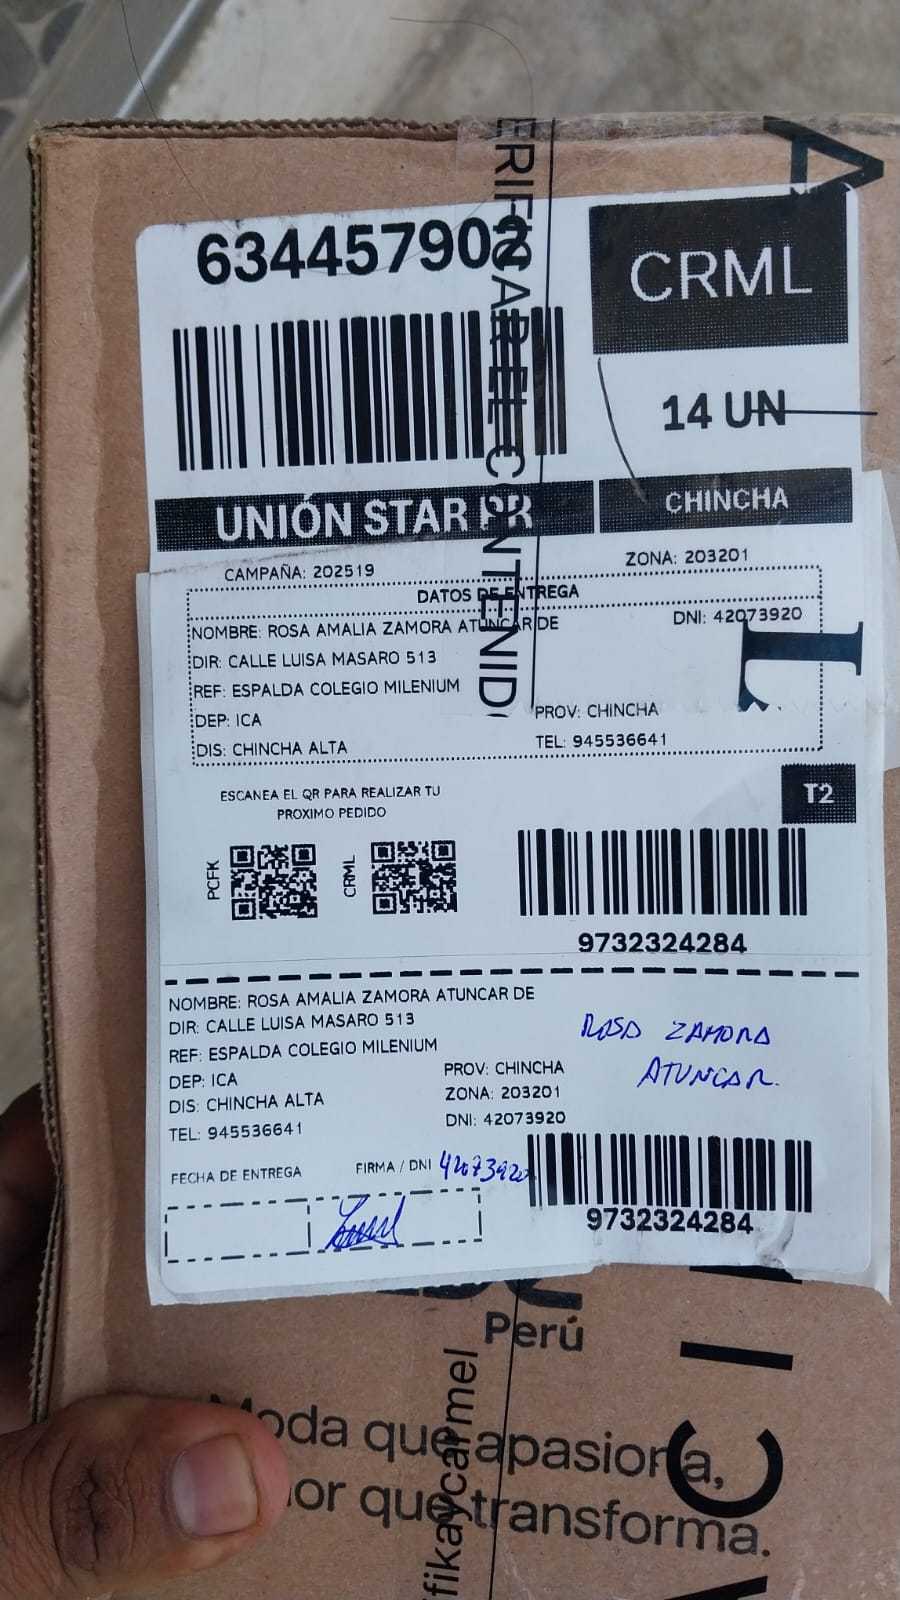 634457902
CRML
14 UN
UNIÓN STAR PR
CHINCHA
CAMPAÑA: 202519
ZONA: 203201
DATOS DE ENTREGA
NOMBRE: ROSA AMALIA ZAMORA ATUNCAR DE
DNI: 42073920
DIR: CALLE LUISA MASARO 513
REF: ESPALDA COLEGIO MILENIUM
DEP: ICA
PROV: CHINCHA
DIS: CHINCHA ALTA
TEL: 945536641
ESCANEA EL QR PARA REALIZAR TU
PROXIMO PEDIDO
T2
PCFK
CRML
9732324284
NOMBRE: ROSA AMALIA ZAMORA ATUNCAR DE
DIR: CALLE LUISA MASARO 513
REF: ESPALDA COLEGIO MILENIUM
DEP: ICA
PROV: CHINCHA
DIS: CHINCHA ALTA
ZONA: 203201
TEL: 945536641
DNI: 42073920
ROSA ZAMORA
ATUNCAR.
FECHA DE ENTREGA
FIRMA / DNI 42073920
9732324284
Perú
Moda que apasiona,
que transforma.
EL CONTENID
fikaycarmel